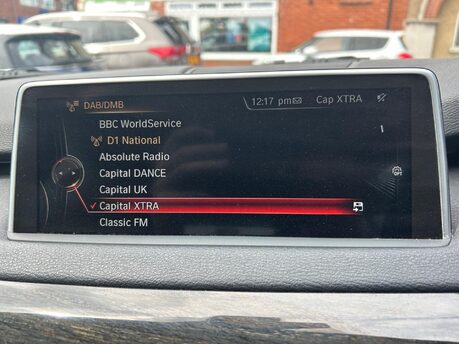 DAB/DMB
12:17 pm Cap XTRA
BBC WorldService
D1 National
Absolute Radio
Capital DANCE
OPT
Capital UK
Capital XTRA
Classic FM